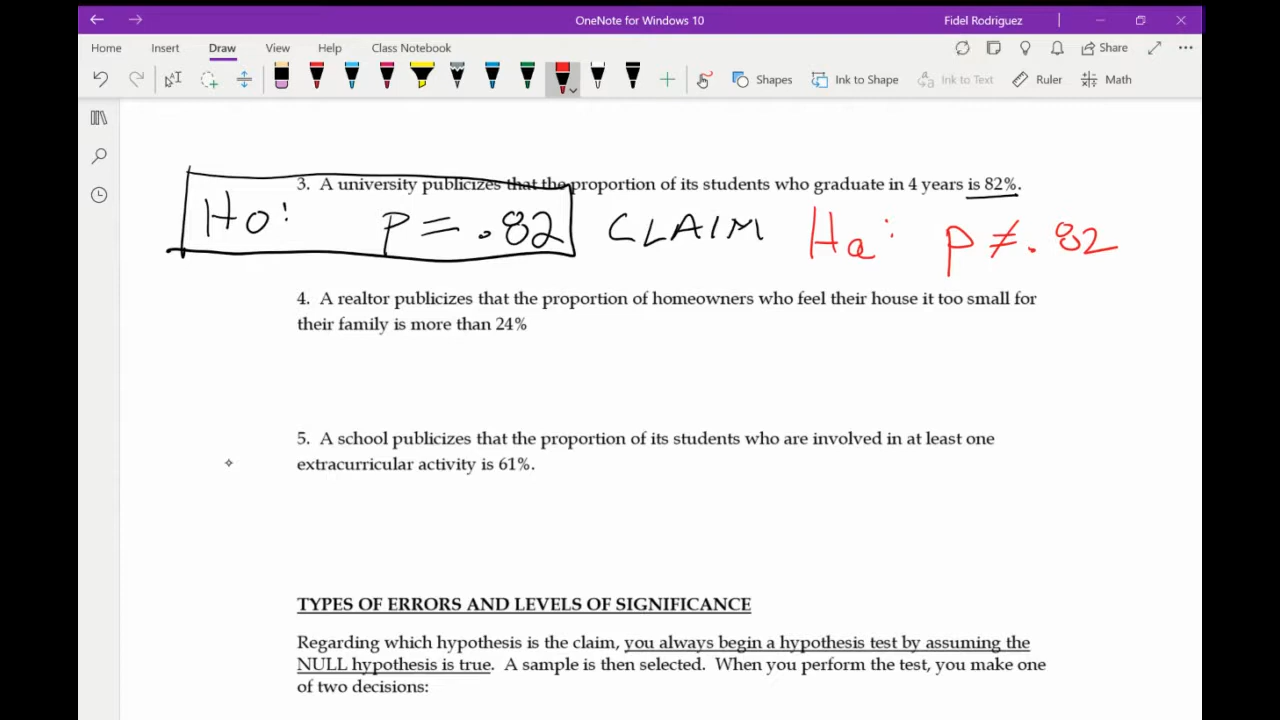 OneNote for Windows 10
Fidel Rodriguez
Home Insert Draw View Help Class Notebook
Share
Shapes Ink to Shape Ink to Text Ruler Math
3. A university publicizes that the proportion of its students who graduate in 4 years is 82%.
Ho: p = .82 CLAIM Ha: p ≠ .82
4. A realtor publicizes that the proportion of homeowners who feel their house it too small for
their family is more than 24%
5. A school publicizes that the proportion of its students who are involved in at least one
extracurricular activity is 61%.
TYPES OF ERRORS AND LEVELS OF SIGNIFICANCE
Regarding which hypothesis is the claim, you always begin a hypothesis test by assuming the
NULL hypothesis is true. A sample is then selected. When you perform the test, you make one
of two decisions: